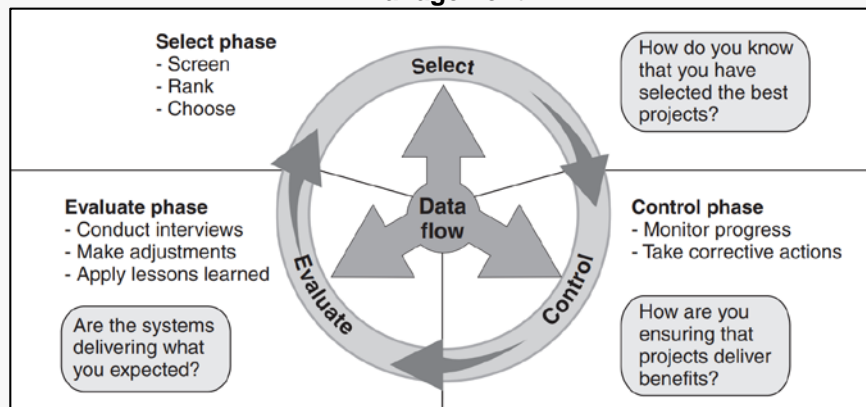 Select phase
- Screen
- Rank
- Choose
Select
How do you know
that you have
selected the best
projects?
Evaluate phase
- Conduct interviews
- Make adjustments
- Apply lessons learned
Data
flow
Control phase
- Monitor progress
- Take corrective actions
Evaluate
Control
Are the systems
delivering what
you expected?
How are you
ensuring that
projects deliver
benefits?